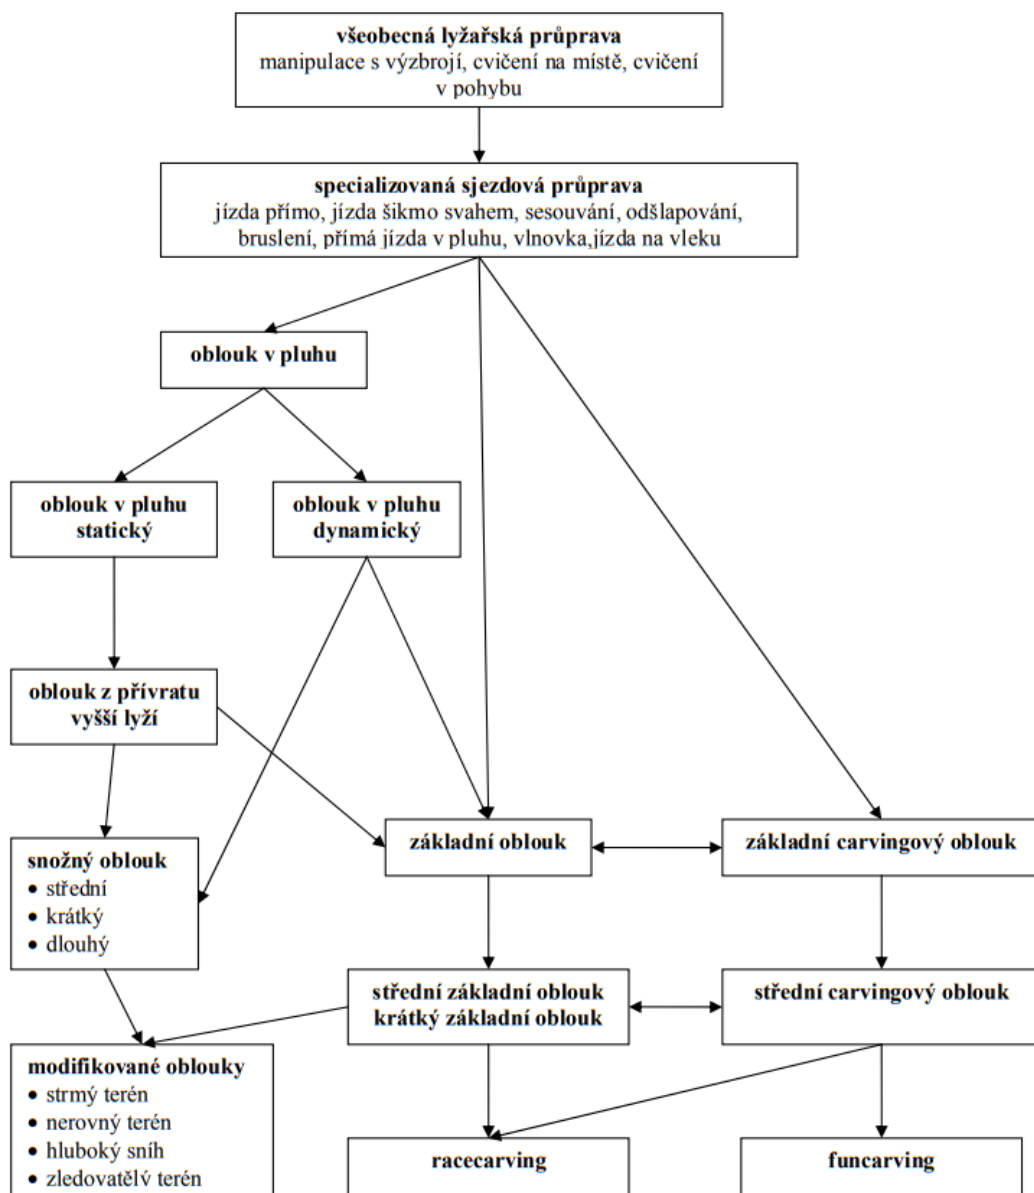 všeobecná lyžařská průprava
manipulace s výzbrojí, cvičení na místě, cvičení
v pohybu
specializovaná sjezdová průprava
jízda přímo, jízda šikmo svahem, sesouvání, odšlapování,
bruslení, přímá jízda v pluhu, vlnovka,jízda na vleku
oblouk v pluhu
oblouk v pluhu
statický
oblouk v pluhu
dynamický
oblouk z přívratu
vyšší lyží
základní oblouk
základní carvingový oblouk
snožný oblouk
• střední
• krátký
• dlouhý
střední základní oblouk
krátký základní oblouk
střední carvingový oblouk
modifikované oblouky
• strmý terén
• nerovný terén
• hluboký sníh
• zledovatělý terén
racecarving
funcarving